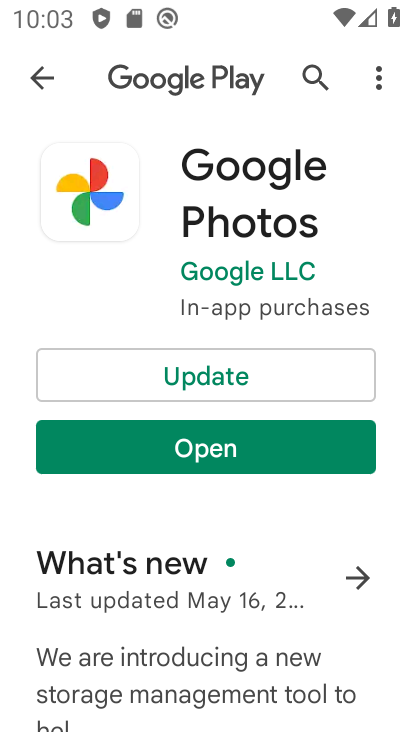 10:03
Google Play
Google
Photos
Google LLC
In-app purchases
Update
Open
What's new
Last updated May 16, 2...
We are introducing a new
storage management tool to
hel